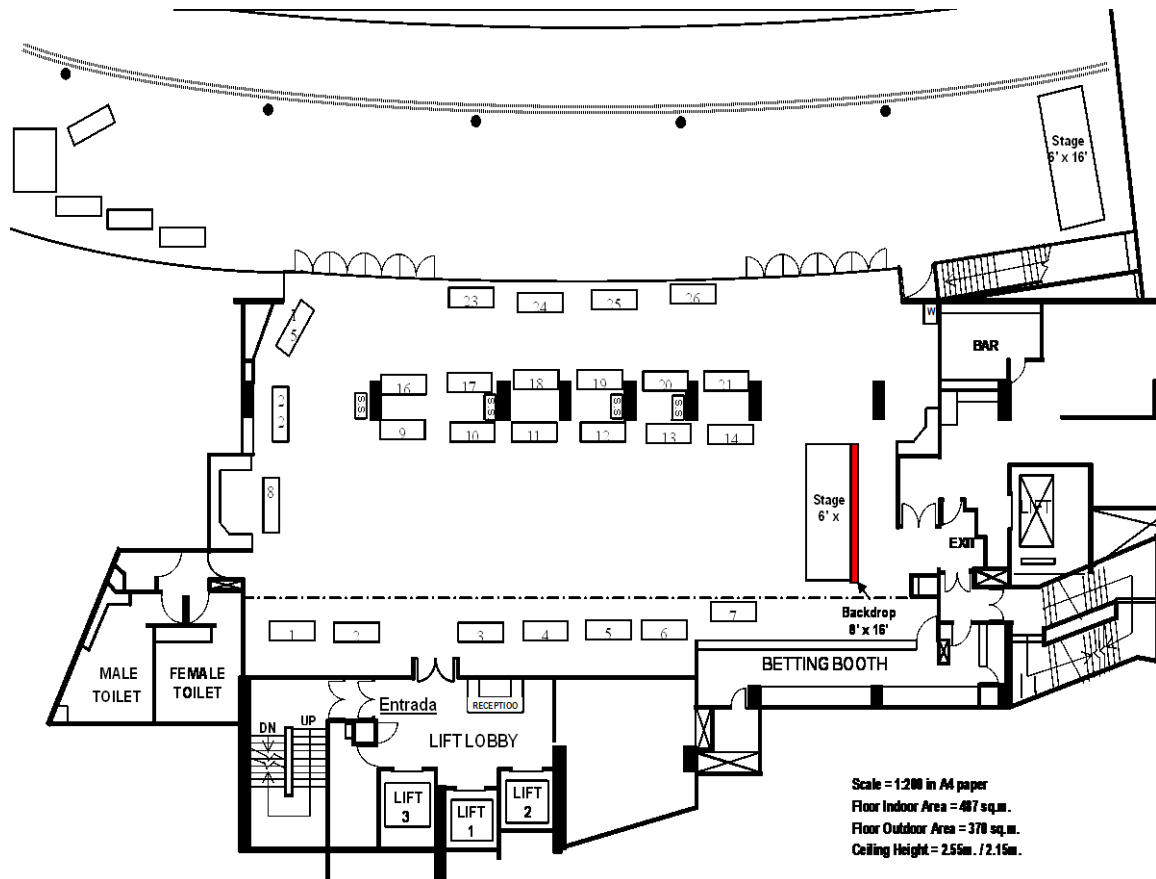 Stage
6' x 16'
23
24
25
26
15
W
BAR
16
17
18
19
20
21
22
SS
SS
SS
SS
9
10
11
12
13
14
8
Stage
6' x
LIFT
EXIT
Backdrop
8' x 16'
1
2
3
4
5
6
7
BETTING BOOTH
MALE
TOILET
FEMALE
TOILET
Entrada
RECEPTIOO
DN
UP
LIFT LOBBY
LIFT
3
LIFT
1
LIFT
2
Scale = 1:200 in A4 paper
Floor Indoor Area = 487 sq.m.
Floor Outdoor Area = 370 sq.m.
Ceiling Height = 2.55m. / 2.15m.